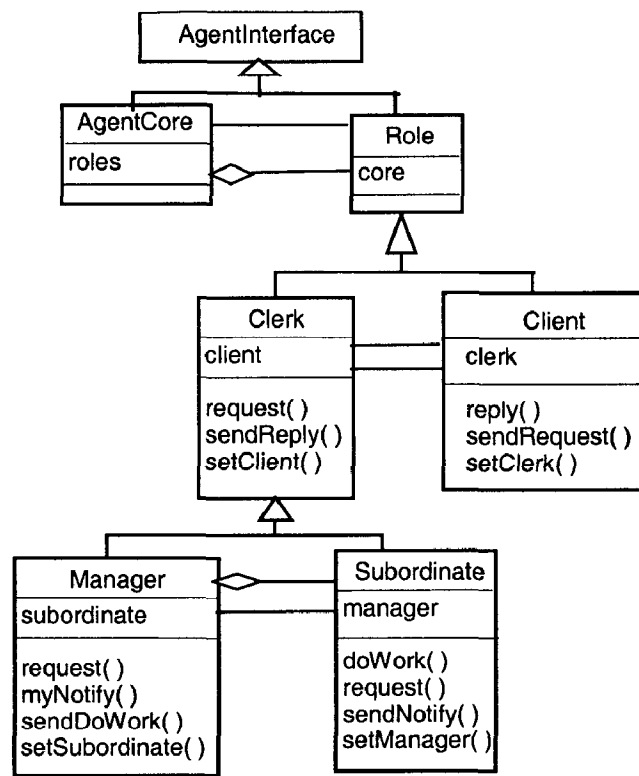 AgentInterface
AgentCore
roles
Role
core
Clerk
client
request( )
sendReply( )
setClient( )
Client
clerk
reply( )
sendRequest( )
setClerk( )
Manager
subordinate
request( )
myNotify( )
sendDoWork( )
setSubordinate( )
Subordinate
manager
doWork( )
request( )
sendNotify( )
setManager( )